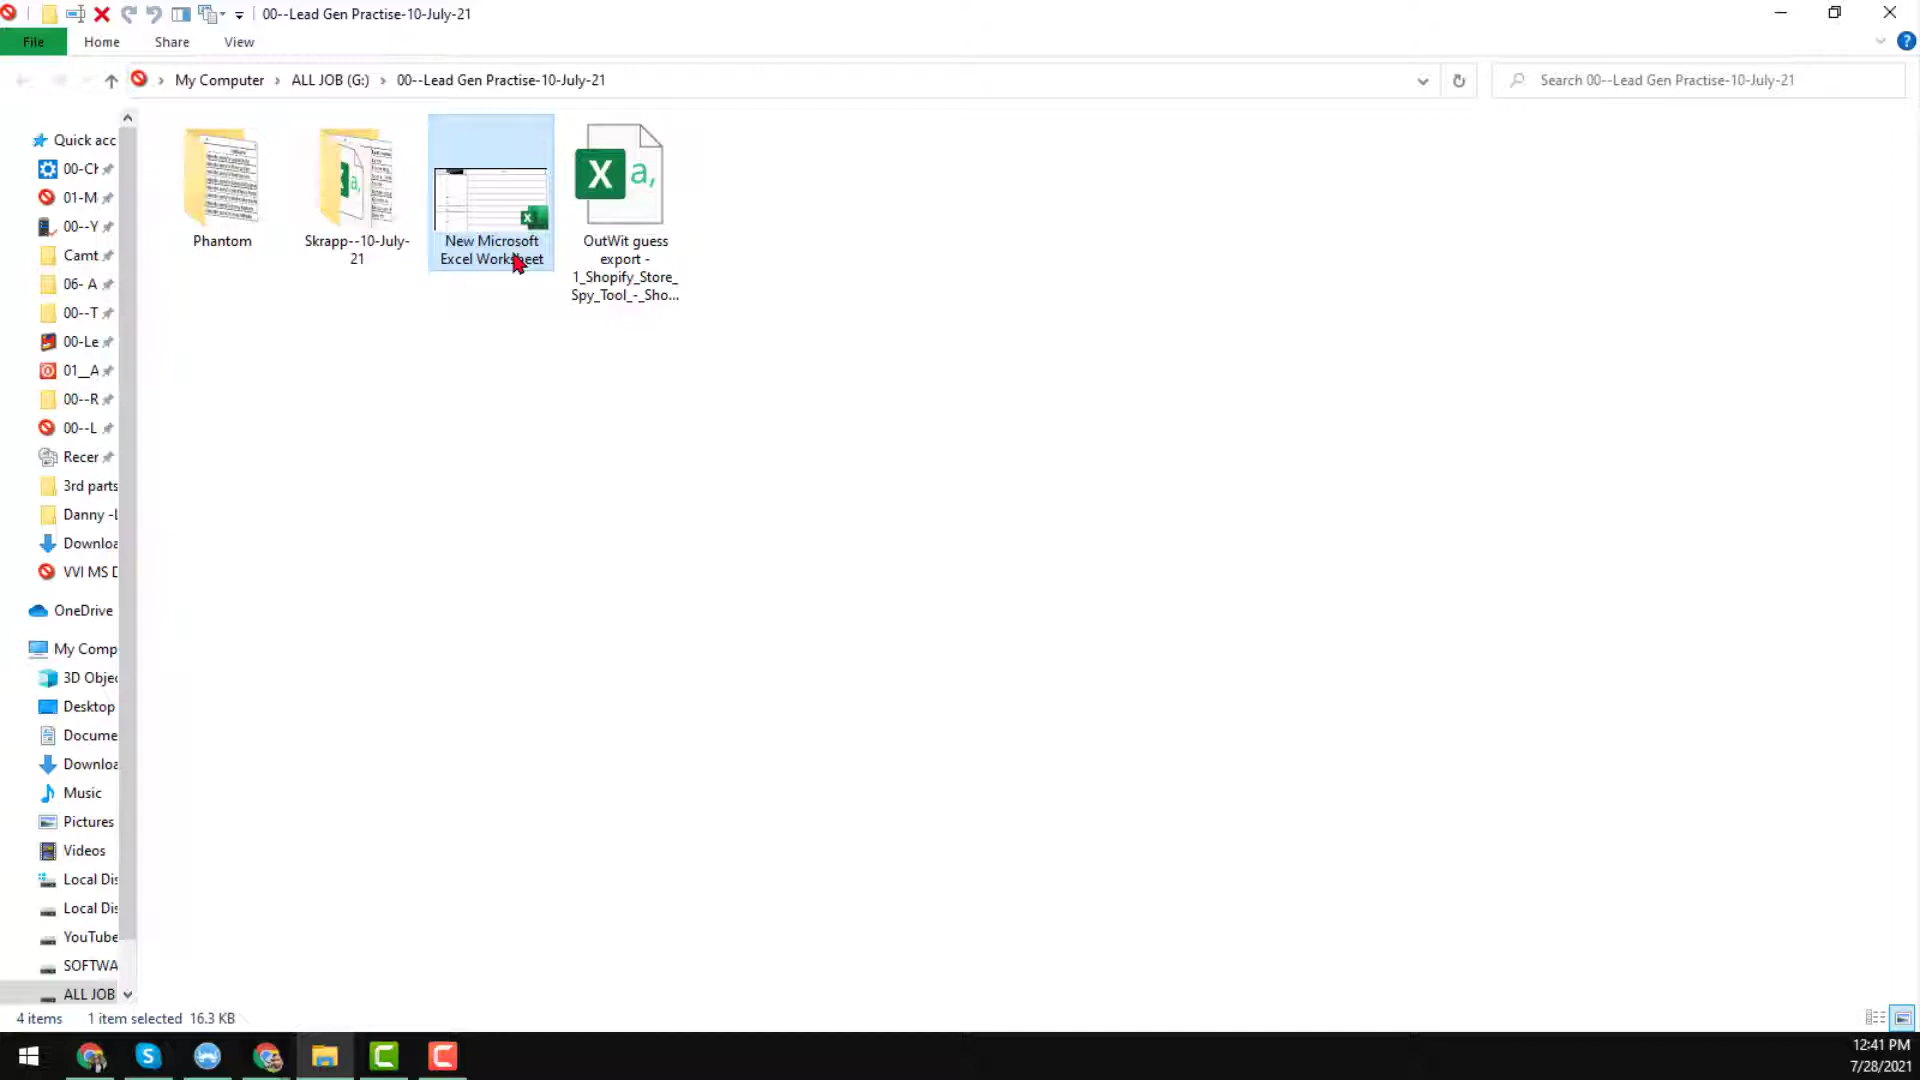 00--Lead Gen Practise-10-July-21
File
Home
Share
View
My Computer
ALL JOB (G:)
00--Lead Gen Practise-10-July-21
Search 00--Lead Gen Practise-10-July-21
Quick acc
00-Cł
01-M
00--Y
Camt
06- A
00--T
00-Le
01__A
00--R
00--L
Recer
3rd parts
Danny -L
Downloa
VVI MS D
OneDrive
My Comp
3D Objec
Desktop
Docume
Downloa
Music
Pictures
Videos
Local Dis
Local Dis
YouTube
SOFTWA
ALL JOB
Phantom
Skrapp--10-July-
21
New Microsoft
Excel Worksheet
OutWit guess
export -
1_Shopify_Store_
Spy_Tool_-_Sho...
4 items
1 item selected 16.3 KB
12:41 PM
7/28/2021